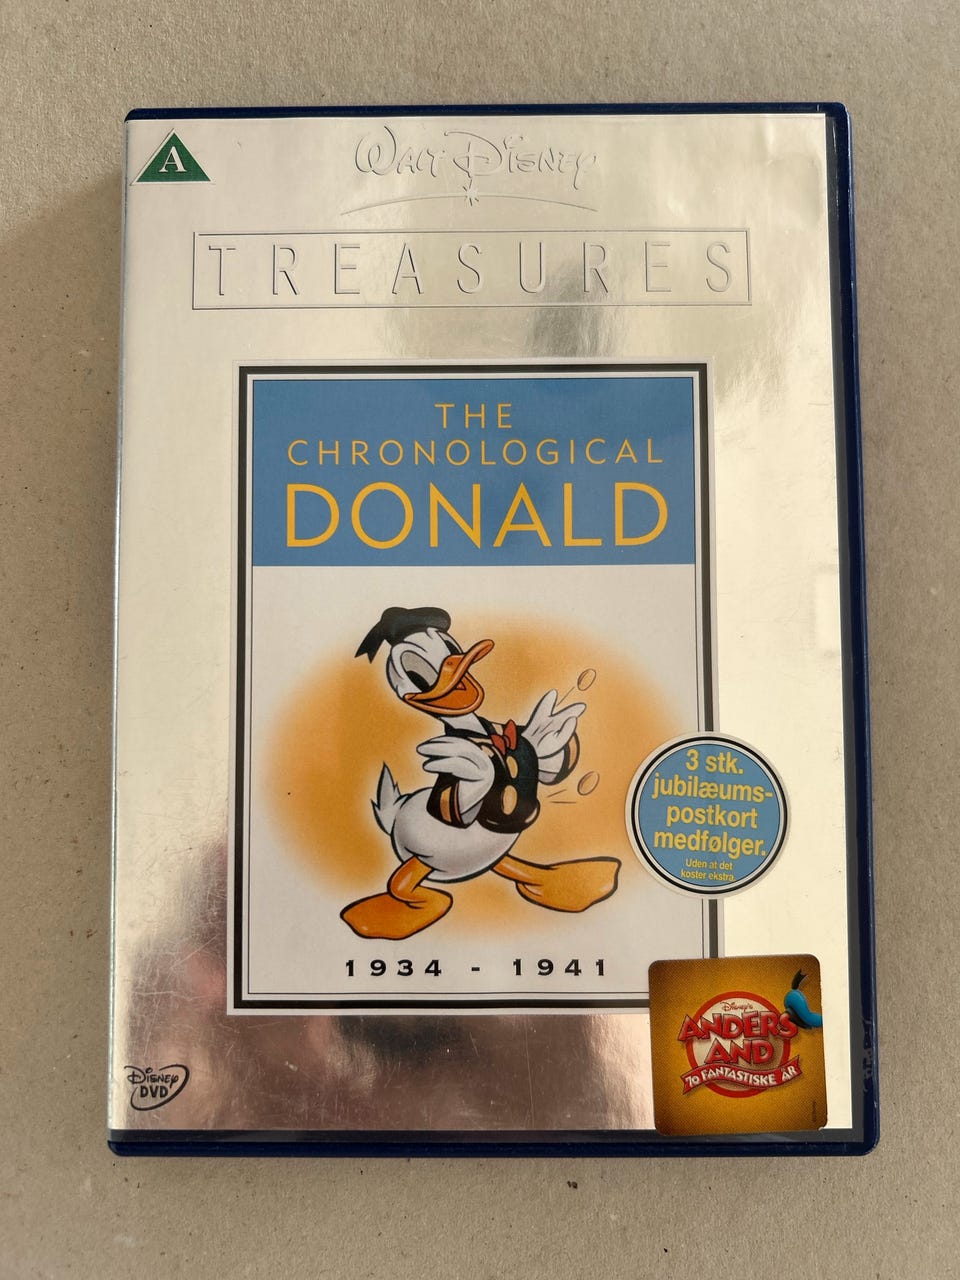 A
WALT DISNEY
TREASURES
THE
CHRONOLOGICAL
DONALD
3 stk.
jubilæums-
postkort
medfølger.
Uden at det
koster ekstra.
1934 - 1941
DISNEY'S
ANDERS
AND
70 FANTASTISKE ÅR
DISNEY
DVD